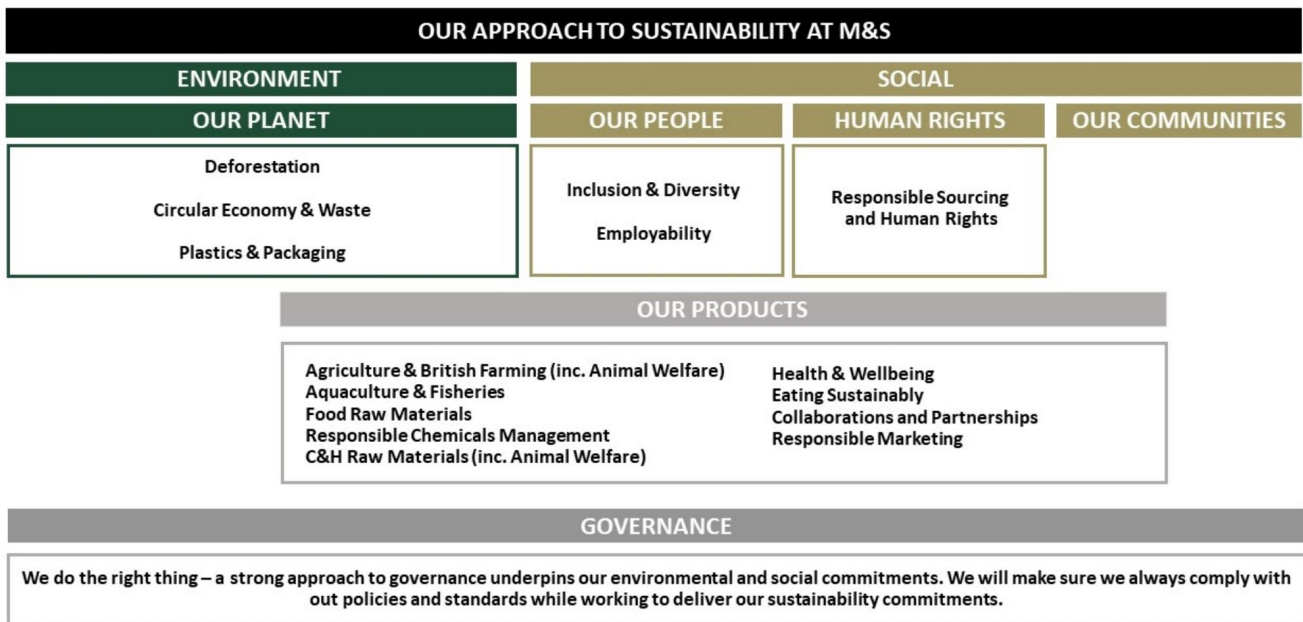 OUR APPROACH TO SUSTAINABILITY AT M&S
ENVIRONMENT
SOCIAL
OUR PLANET
OUR PEOPLE
HUMAN RIGHTS
OUR COMMUNITIES
Deforestation
Circular Economy & Waste
Plastics & Packaging
Inclusion & Diversity
Employability
Responsible Sourcing
and Human Rights
OUR PRODUCTS
Agriculture & British Farming (inc. Animal Welfare)
Aquaculture & Fisheries
Food Raw Materials
Responsible Chemicals Management
C&H Raw Materials (inc. Animal Welfare)
Health & Wellbeing
Eating Sustainably
Collaborations and Partnerships
Responsible Marketing
GOVERNANCE
We do the right thing – a strong approach to governance underpins our environmental and social commitments. We will make sure we always comply with
out policies and standards while working to deliver our sustainability commitments.